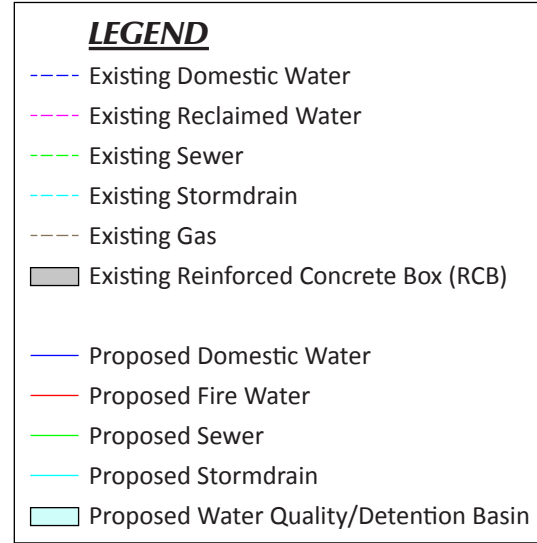 LEGEND
Existing Domestic Water
Existing Reclaimed Water
Existing Sewer
Existing Stormdrain
Existing Gas
Existing Reinforced Concrete Box (RCB)
Proposed Domestic Water
Proposed Fire Water
Proposed Sewer
Proposed Stormdrain
Proposed Water Quality/Detention Basin